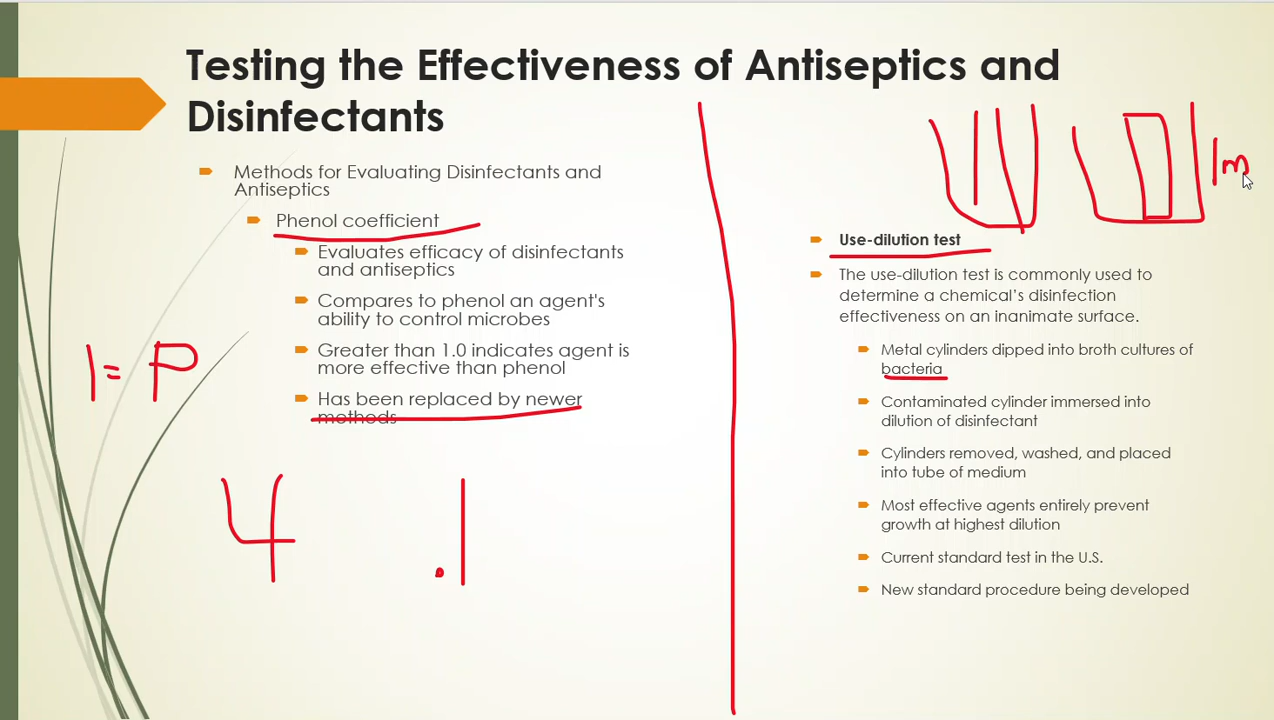 Testing the Effectiveness of Antiseptics and
Disinfectants
Methods for Evaluating Disinfectants and
Antiseptics
Phenol coefficient
Evaluates efficacy of disinfectants
and antiseptics
Compares to phenol an agent's
ability to control microbes
Greater than 1.0 indicates agent is
more effective than phenol
Has been replaced by newer
methods
1 = P
4 .1
1m
Use-dilution test
The use-dilution test is commonly used to
determine a chemical's disinfection
effectiveness on an inanimate surface.
Metal cylinders dipped into broth cultures of
bacteria
Contaminated cylinder immersed into
dilution of disinfectant
Cylinders removed, washed, and placed
into tube of medium
Most effective agents entirely prevent
growth at highest dilution
Current standard test in the U.S.
New standard procedure being developed